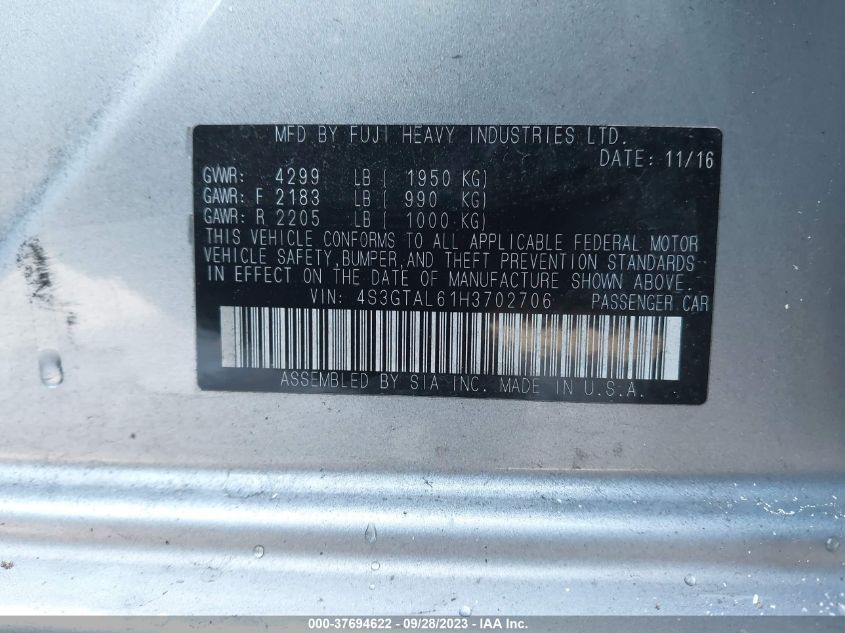 MFD BY FUJI HEAVY INDUSTRIES LTD.
DATE: 11/16
GVWR: 4299 LB ( 1950 KG)
GAWR: F 2183 LB ( 990 KG)
GAWR: R 2205 LB ( 1000 KG)
THIS VEHICLE CONFORMS TO ALL APPLICABLE FEDERAL MOTOR
VEHICLE SAFETY, BUMPER, AND THEFT PREVENTION STANDARDS
IN EFFECT ON THE DATE OF MANUFACTURE SHOWN ABOVE.
VIN: 4S3GTAL61H3702706 PASSENGER CAR
ASSEMBLED BY SIA INC. MADE IN U.S.A.
000-37694622 - 09/28/2023 - IAAI Inc.